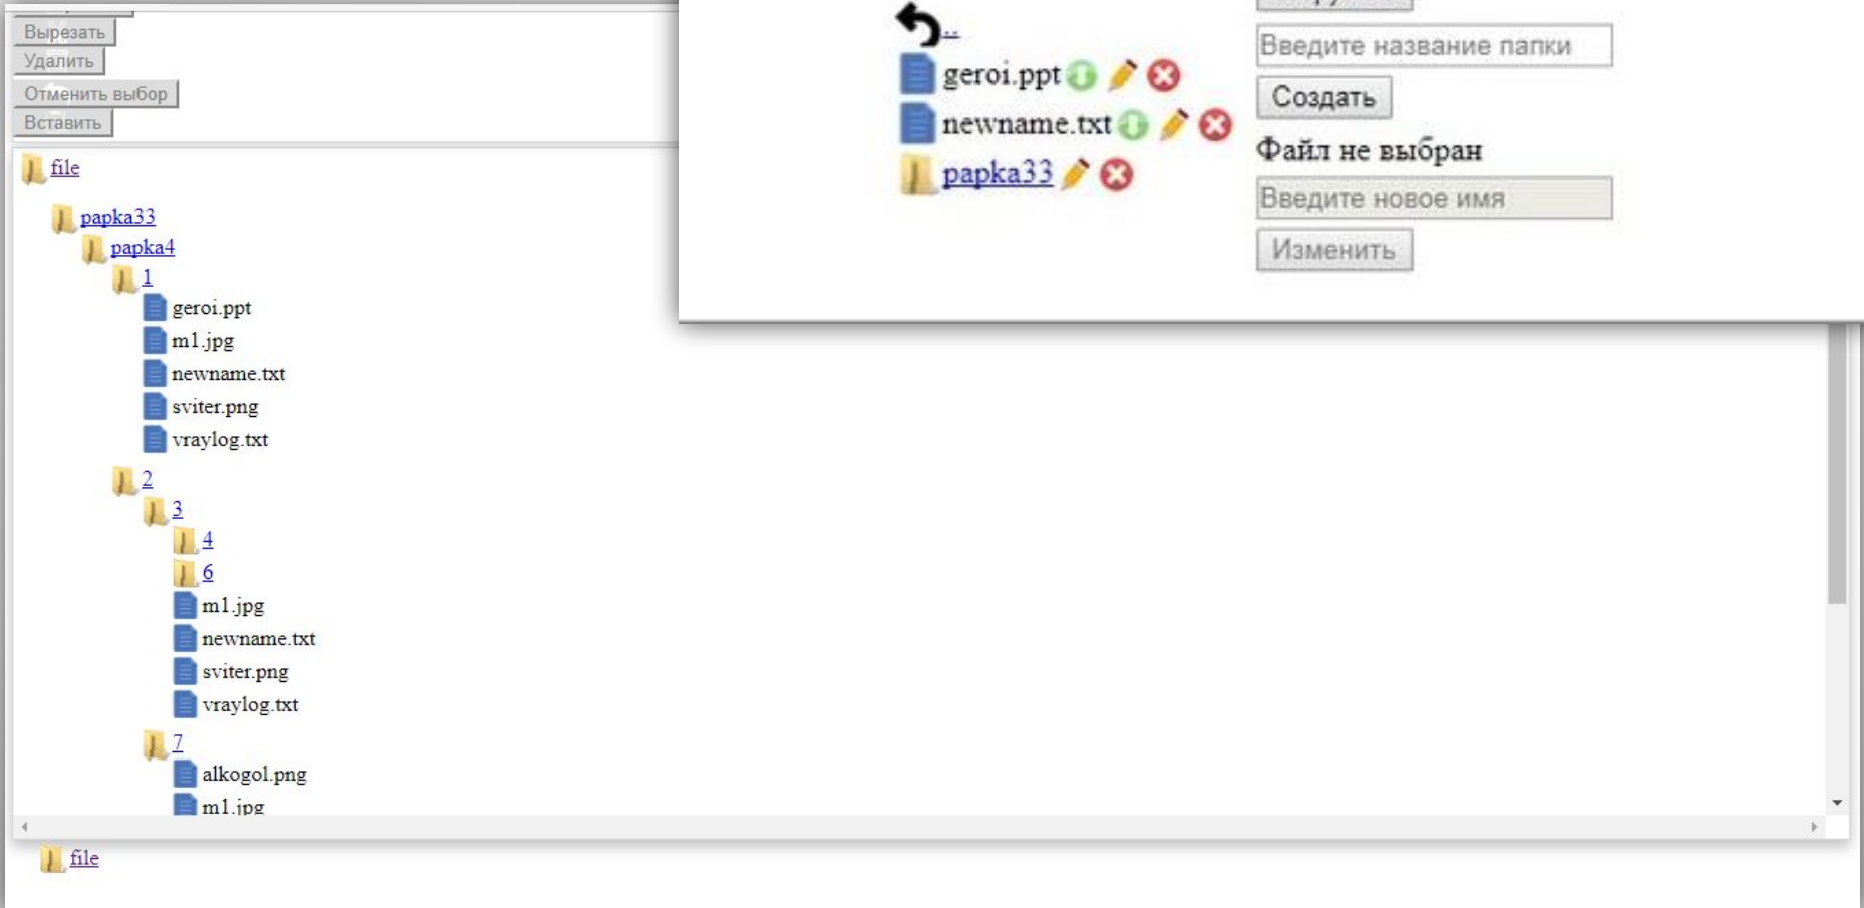 Вырезать
Удалить
Отменить выбор
Вставить
file
papka33
papka4
1
geroi.ppt
m1.jpg
newname.txt
sviter.png
vraylog.txt
2
3
4
6
m1.jpg
newname.txt
sviter.png
vraylog.txt
7
alkogol.png
m1.jpg
file
..
geroi.ppt
newname.txt
papka33
Введите название папки
Создать
Файл не выбран
Введите новое имя
Изменить